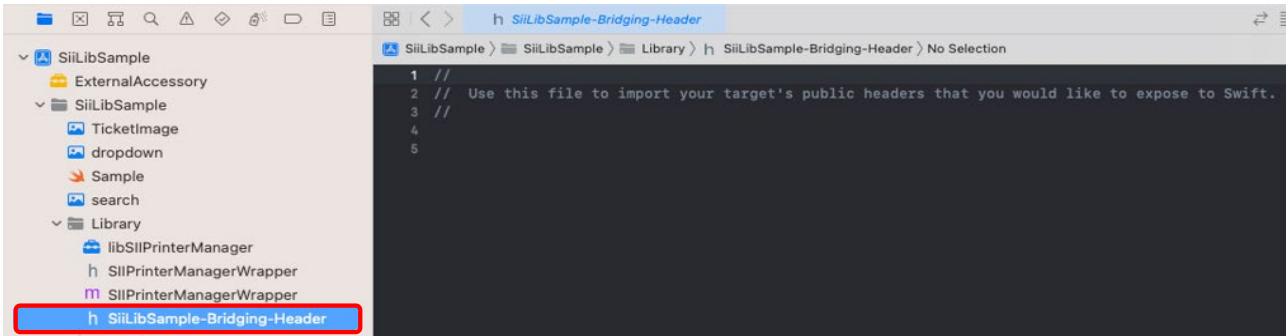 SiiLibSample
ExternalAccessory
SiiLibSample
TicketImage
dropdown
Sample
search
Library
libSIIPrinterManager
h SIIPrinterManagerWrapper
m SIIPrinterManagerWrapper
h SiiLibSample-Bridging-Header
h SiiLibSample-Bridging-Header
SiiLibSample 〉 SiiLibSample 〉 Library 〉 h SiiLibSample-Bridging-Header 〉 No Selection
1 //
2 // Use this file to import your target's public headers that you would like to expose to Swift.
3 //
4
5